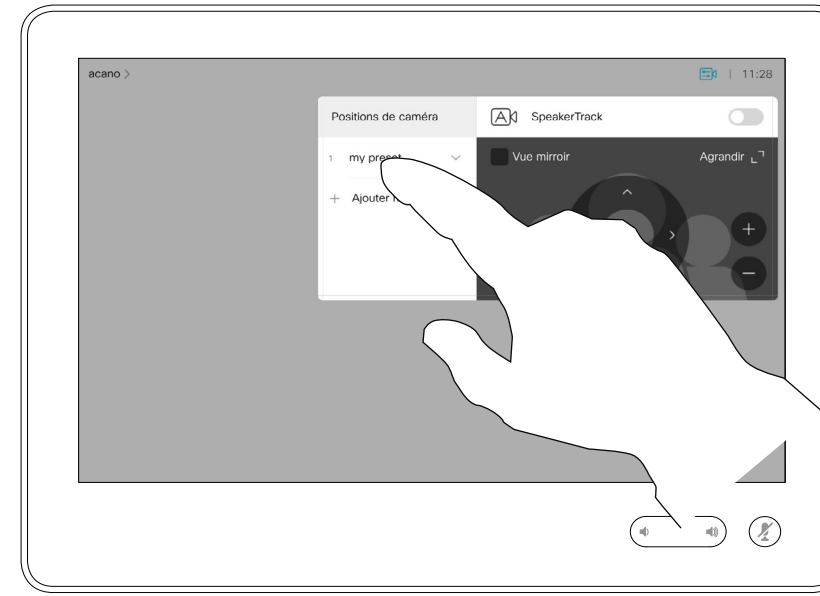 acano >
11:28
Positions de caméra
SpeakerTrack
1 my preset
Vue mirroir
Agrandir
+ Ajouter